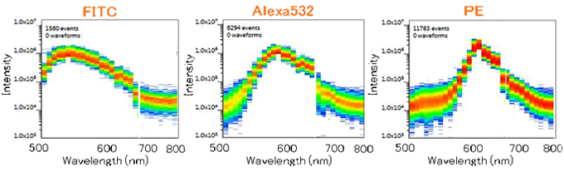 FITC
Alexa532
PE
1560 events
0 waveforms
6294 events
0 waveforms
11783 events
0 waveforms
Intensity
1.0x10⁷
1.0x10⁶
1.0x10⁵
1.0x10⁴
1.0x10³
Intensity
1.0x10⁷
1.0x10⁶
1.0x10⁵
1.0x10⁴
1.0x10³
Intensity
1.0x10⁷
1.0x10⁶
1.0x10⁵
1.0x10⁴
1.0x10³
500 600 700 800
500 600 700 800
500 600 700 800
Wavelength (nm)
Wavelength (nm)
Wavelength (nm)